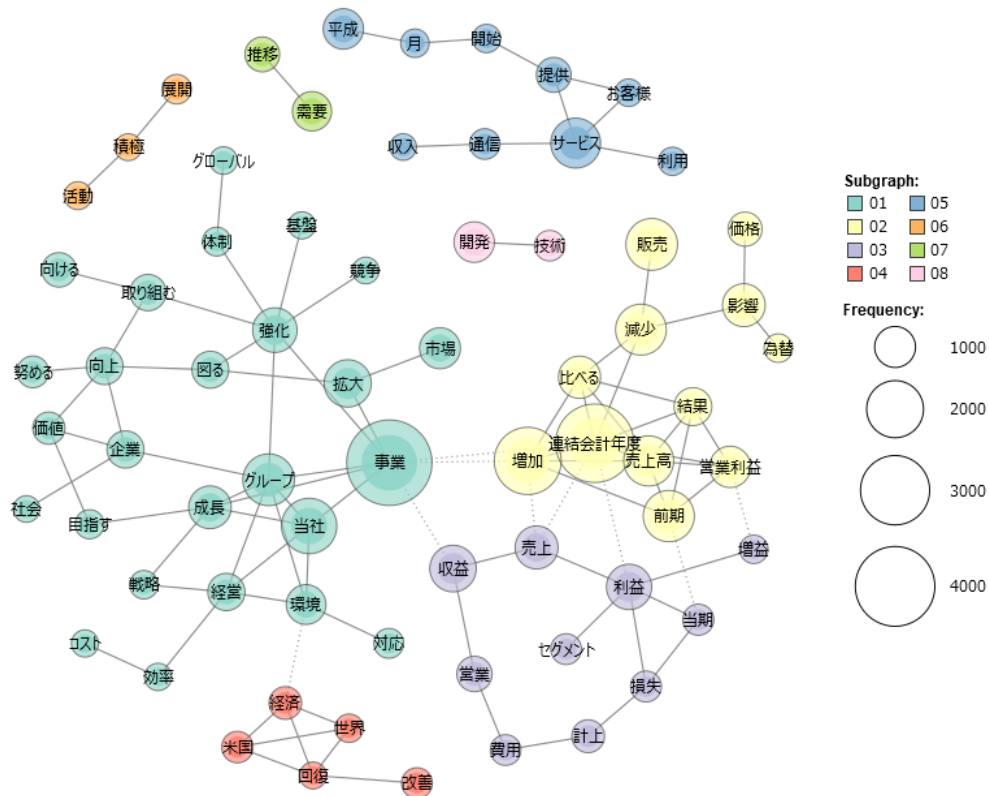 平成
月
開始
推移
提供
展開
需要
お客様
積極
収入
通信
サービス
利用
グローバル
活動
Subgraph:
01
05
02
06
03
07
04
08
基盤
体制
開発
技術
販売
価格
向ける
競争
取り組む
影響
Frequency:
強化
減少
市場
為替
1000
努める
向上
図る
拡大
比べる
結果
2000
価値
企業
事業
増加
連結会計年度
売上高
営業利益
グループ
3000
社会
目指す
成長
当社
前期
売上
増益
収益
戦略
経営
環境
利益
4000
当期
コスト
対応
セグメント
効率
営業
損失
経済
世界
米国
計上
費用
回復
改善